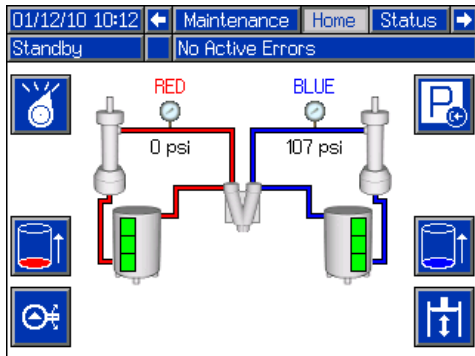 01/12/10 10:12 Maintenance Home Status
Standby No Active Errors
RED BLUE
0 psi 107 psi
P